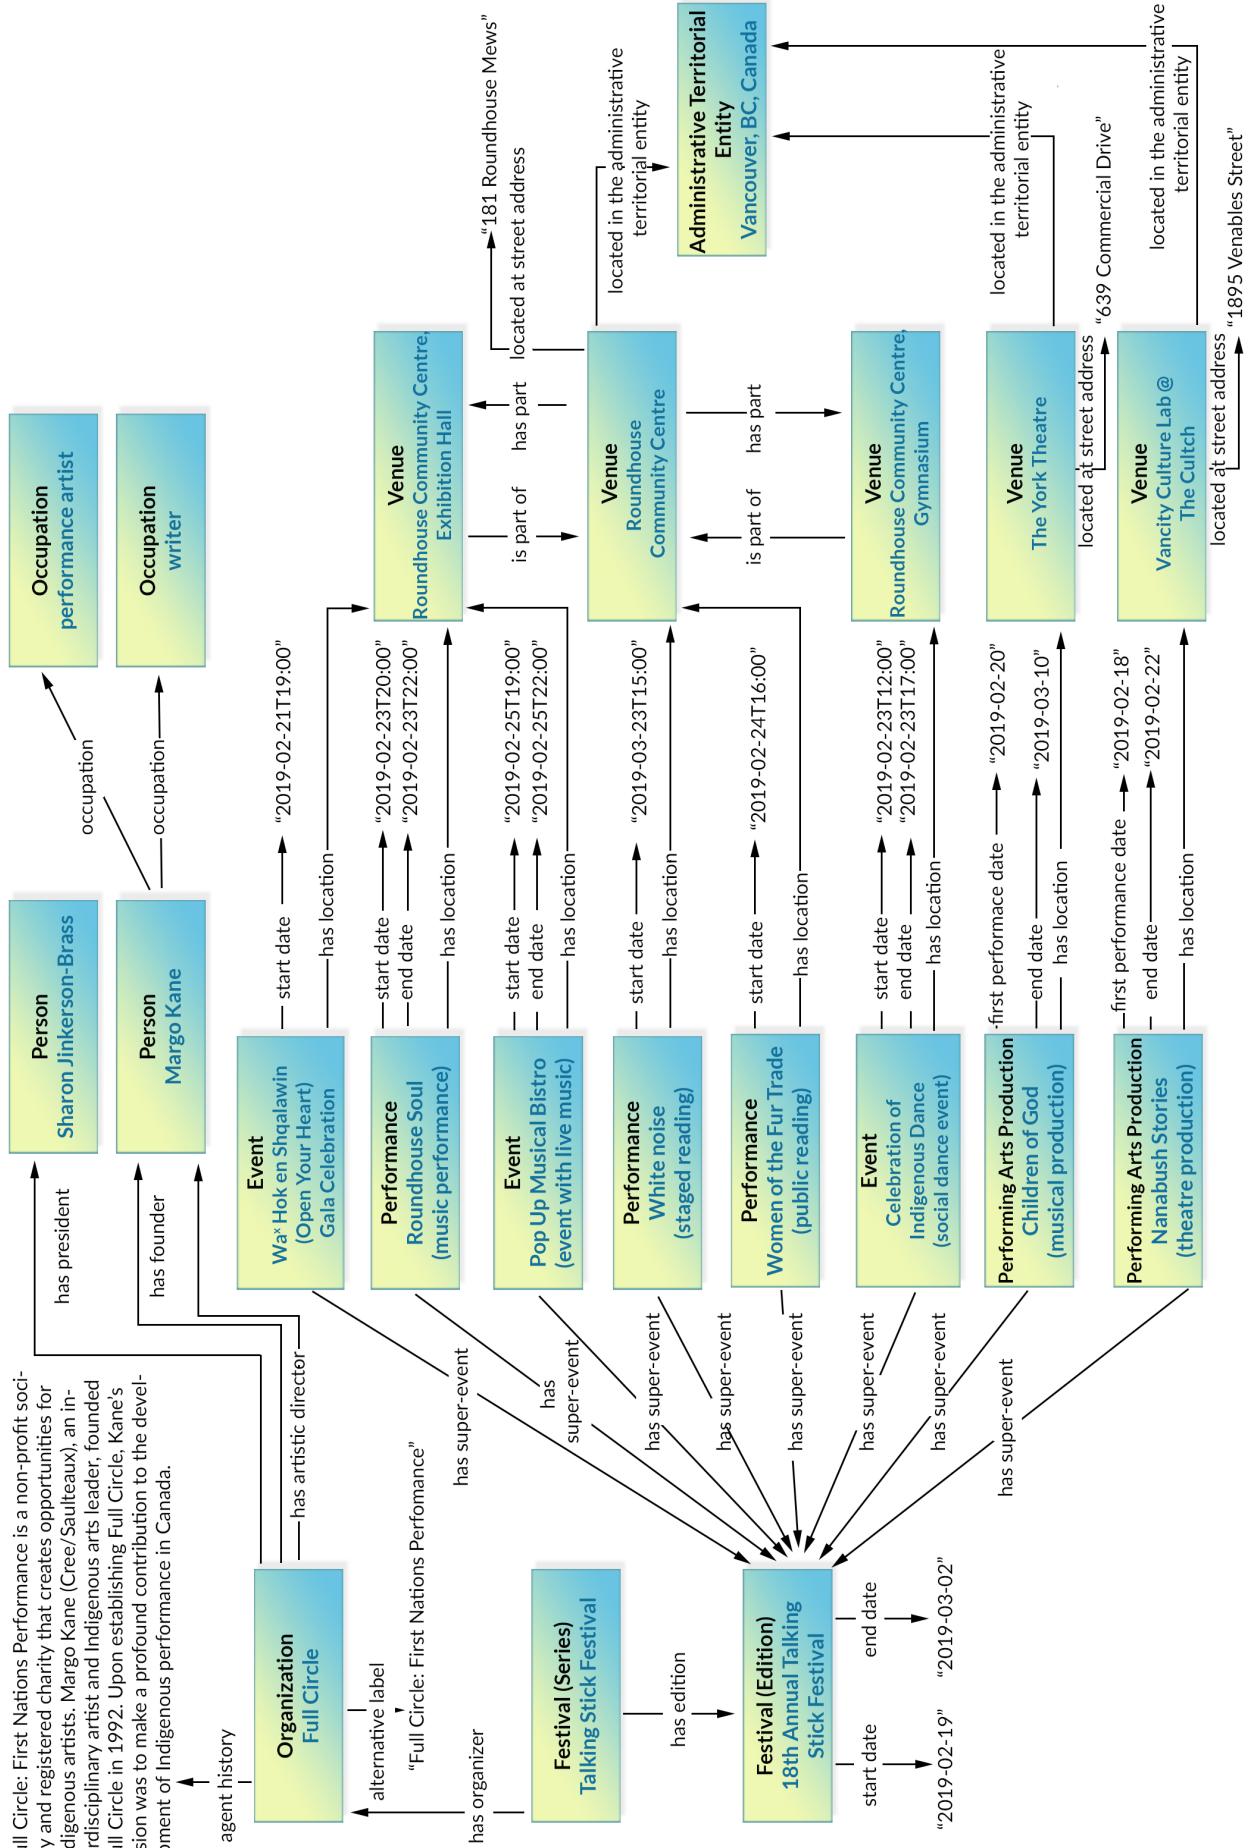 ull Circle: First Nations Performance is a non-profit soci-
y and registered charity that creates opportunities for
digenous artists. Margo Kane (Cree/Saulteaux), an in-
rdisciplinary artist and Indigenous arts leader, founded
ull Circle in 1992. Upon establishing Full Circle, Kane’s
sion was to make a profound contribution to the devel-
pment of Indigenous performance in Canada.
agent history
Organization
Full Circle
alternative label
“Full Circle: First Nations Perfomance”
has organizer
Festival (Series)
Talking Stick Festival
has edition
Festival (Edition)
18th Annual Talking
Stick Festival
start date
“2019-02-19”
end date
“2019-03-02”
has president
has founder
has artistic director
Person
Sharon Jinkerson-Brass
Person
Margo Kane
occupation
occupation
Occupation
performance artist
Occupation
writer
has super-event
has
super-event
has super-event
has super-event
has super-event
has super-event
has super-event
has super-event
Event
Waˣ Hok en Shqalawin
(Open Your Heart)
Gala Celebration
start date
“2019-02-21T19:00”
has location
Performance
Roundhouse Soul
(music performance)
start date
“2019-02-23T20:00”
end date
“2019-02-23T22:00”
has location
Event
Pop Up Musical Bistro
(event with live music)
start date
“2019-02-25T19:00”
end date
“2019-02-25T22:00”
has location
Performance
White noise
(staged reading)
start date
“2019-03-23T15:00”
has location
Performance
Women of the Fur Trade
(public reading)
start date
“2019-02-24T16:00”
has location
Event
Celebration of
Indigenous Dance
(social dance event)
start date
“2019-02-23T12:00”
end date
“2019-02-23T17:00”
has location
Performing Arts Production
Children of God
(musical production)
first performace date
“2019-02-20”
end date
“2019-03-10”
has location
Performing Arts Production
Nanabush Stories
(theatre production)
first performance date
“2019-02-18”
end date
“2019-02-22”
has location
Venue
Roundhouse Community Centre,
Exhibition Hall
is part of
has part
Venue
Roundhouse
Community Centre
located at street address
“181 Roundhouse Mews”
located in the administrative
territorial entity
is part of
has part
Venue
Roundhouse Community Centre,
Gymnasium
Venue
The York Theatre
located at street address
“639 Commercial Drive”
located in the administrative
territorial entity
Venue
Vancity Culture Lab @
The Cultch
located at street address
“1895 Venables Street”
located in the administrative
territorial entity
Administrative Territorial
Entity
Vancouver, BC, Canada